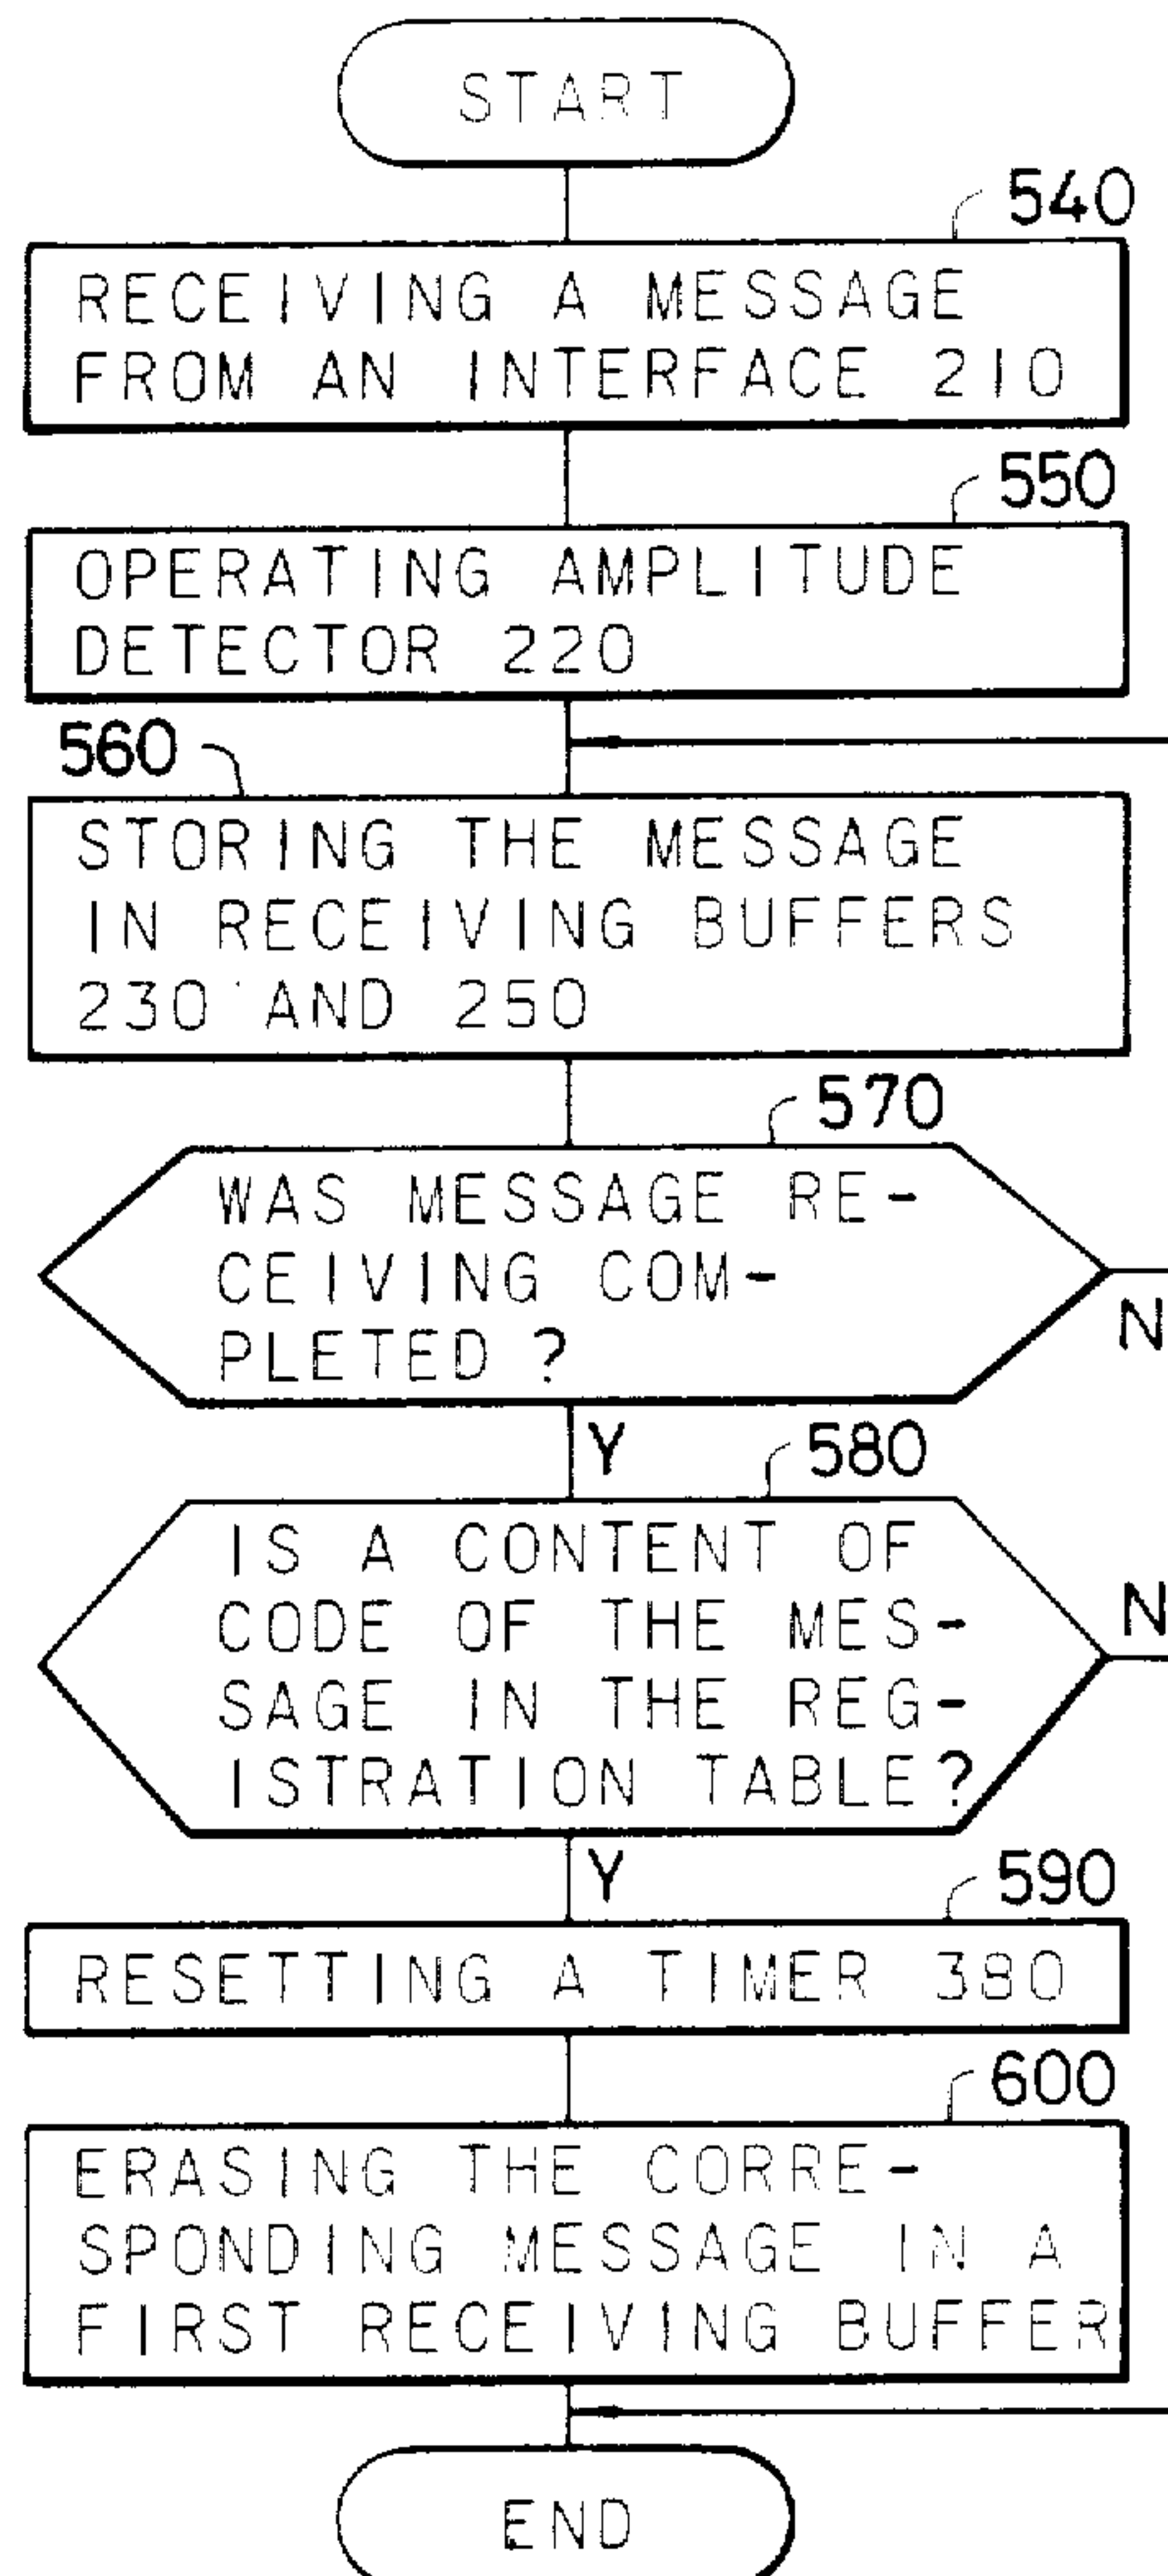 START
540
RECEIVING A MESSAGE
FROM AN INTERFACE 210
550
OPERATING AMPLITUDE
DETECTOR 220
560
STORING THE MESSAGE
IN RECEIVING BUFFERS
230 AND 250
570
WAS MESSAGE RE-
CEIVING COM-
PLETED ?
N
Y
580
IS A CONTENT OF
CODE OF THE MES-
SAGE IN THE REG-
ISTRATION TABLE?
N
Y
590
RESETTING A TIMER 380
600
ERASING THE CORRE-
SPONDING MESSAGE IN A
FIRST RECEIVING BUFFER
END